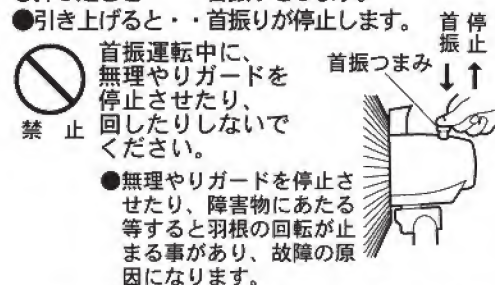 ●引き上げると・・首振りが停止します。
首振 停止
首振つまみ
禁 止
首振運転中に、
無理やりガードを
停止させたり、
回したりしないで
ください。
●無理やりガードを停止さ
せたり、障害物にあたる
等すると羽根の回転が止
まる事があり、故障の原
因になります。